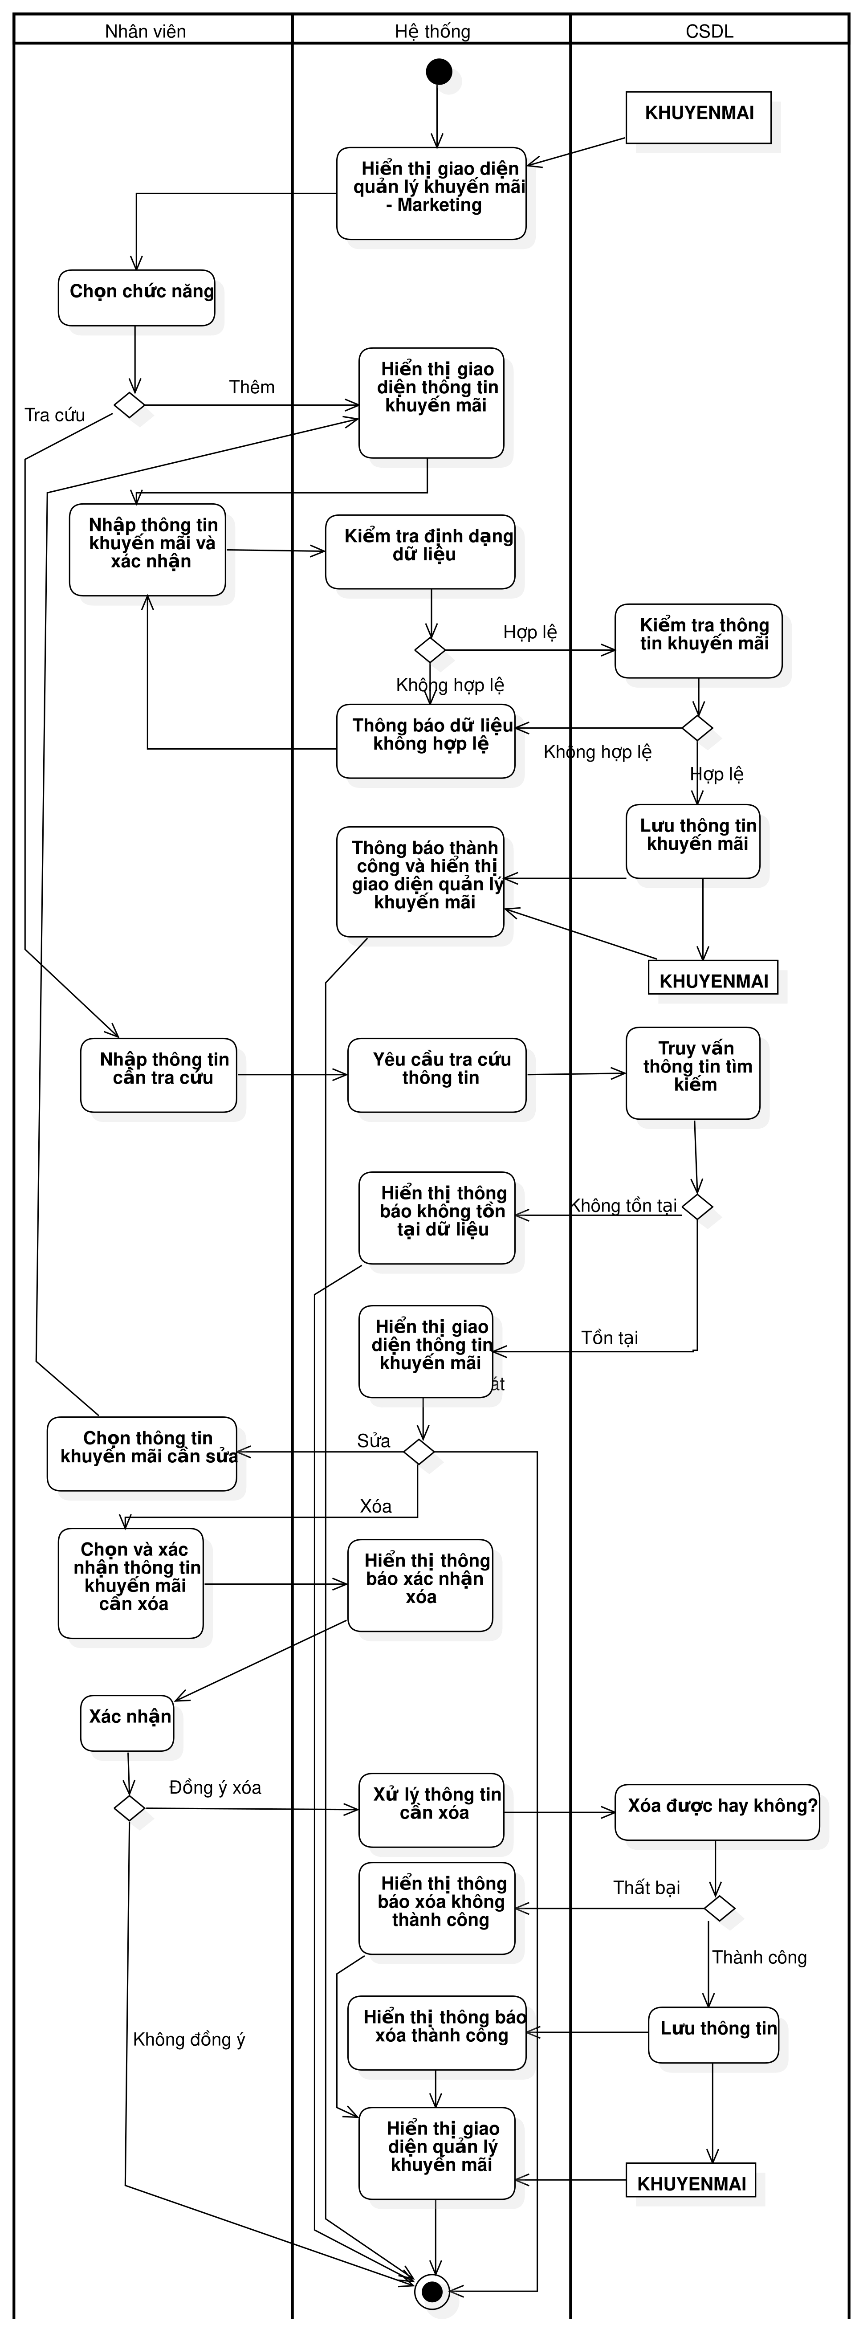 Nhân viên
Hệ thống
CSDL
KHUYENMAI
Hiển thị giao diện
quản lý khuyến mãi
- Marketing
Chọn chức năng
Thêm
Tra cứu
Hiển thị giao
diện thông tin
khuyến mãi
Nhập thông tin
khuyến mãi và
xác nhận
Kiểm tra định dạng
dữ liệu
Hợp lệ
Kiểm tra thông
tin khuyến mãi
Không hợp lệ
Thông báo dữ liệu
không hợp lệ
Không hợp lệ
Hợp lệ
Lưu thông tin
khuyến mãi
Thông báo thành
công và hiển thị
giao diện quản lý
khuyến mãi
KHUYENMAI
Nhập thông tin
cần tra cứu
Yêu cầu tra cứu
thông tin
Truy vấn
thông tin tìm
kiếm
Hiển thị thông
báo không tồn
tại dữ liệu
Không tồn tại
Hiển thị giao
diện thông tin
khuyến mãi
Tồn tại
át
Sửa
Chọn thông tin
khuyến mãi cần sửa
Xóa
Chọn và xác
nhận thông tin
khuyến mãi
cần xóa
Hiển thị thông
báo xác nhận
xóa
Xác nhận
Đồng ý xóa
Xử lý thông tin
cần xóa
Xóa được hay không?
Hiển thị thông
báo xóa không
thành công
Thất bại
Thành công
Hiển thị thông báo
xóa thành công
Lưu thông tin
Không đồng ý
Hiển thị giao
diện quản lý
khuyến mãi
KHUYENMAI